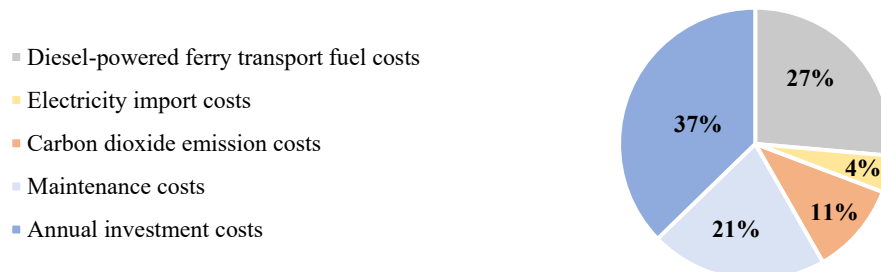 Diesel-powered ferry transport fuel costs
Electricity import costs
Carbon dioxide emission costs
Maintenance costs
Annual investment costs
27%
4%
11%
21%
37%